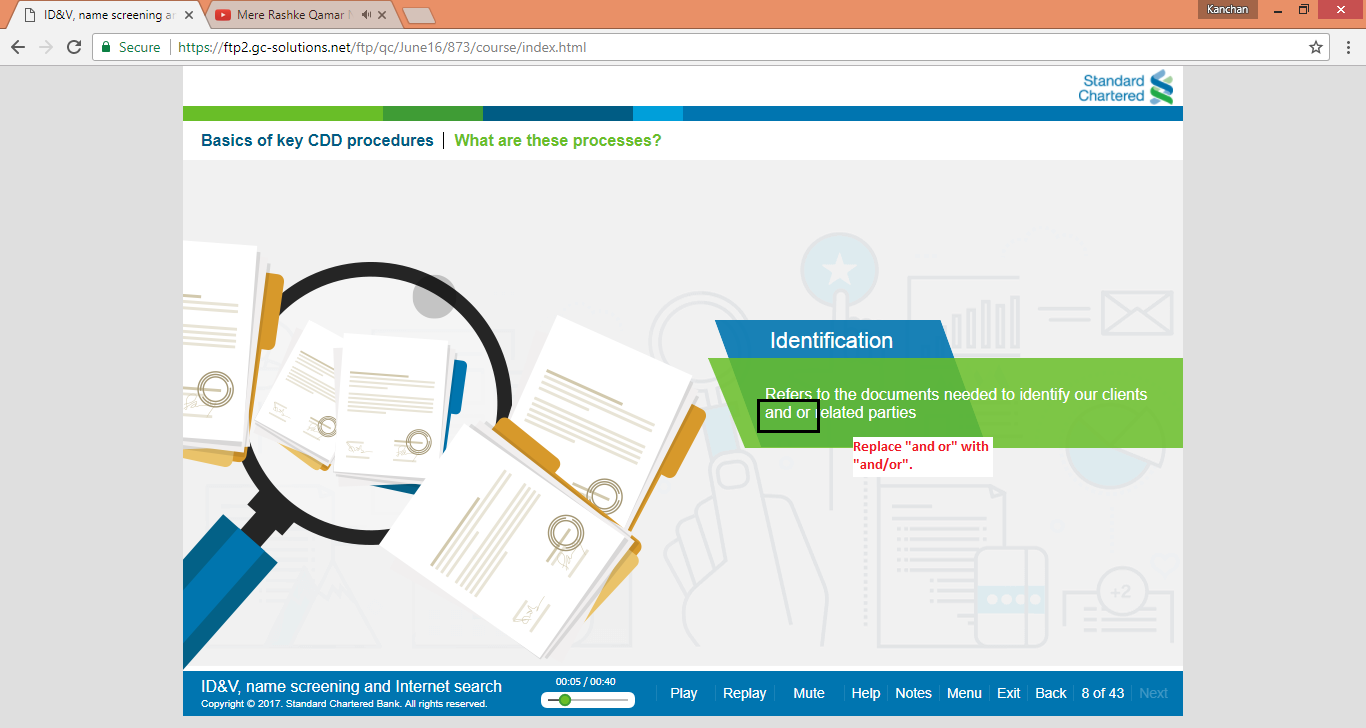 ID&V, name screening a
Mere Rashke Qamar
Kanchan
Secure
https://ftp2.gc-solutions.net/ftp/qc/June16/873/course/index.html
Standard
Chartered
Basics of key CDD procedures | What are these processes?
Identification
Refers to the documents needed to identify our clients
and or related parties
Replace "and or" with
"and/or".
+2
ID&V, name screening and Internet search
Copyright © 2017. Standard Chartered Bank. All rights reserved.
00:05 / 00:40
Play
Replay
Mute
Help
Notes
Menu
Exit
Back
8 of 43
Next